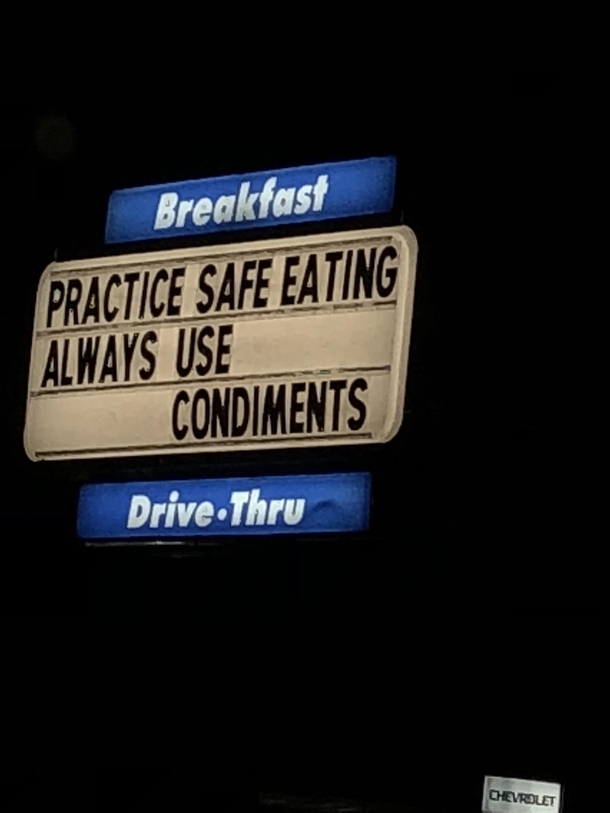 Breakfast
PRACTICE SAFE EATING
ALWAYS USE
CONDIMENTS
Drive•Thru
CHEVROLET